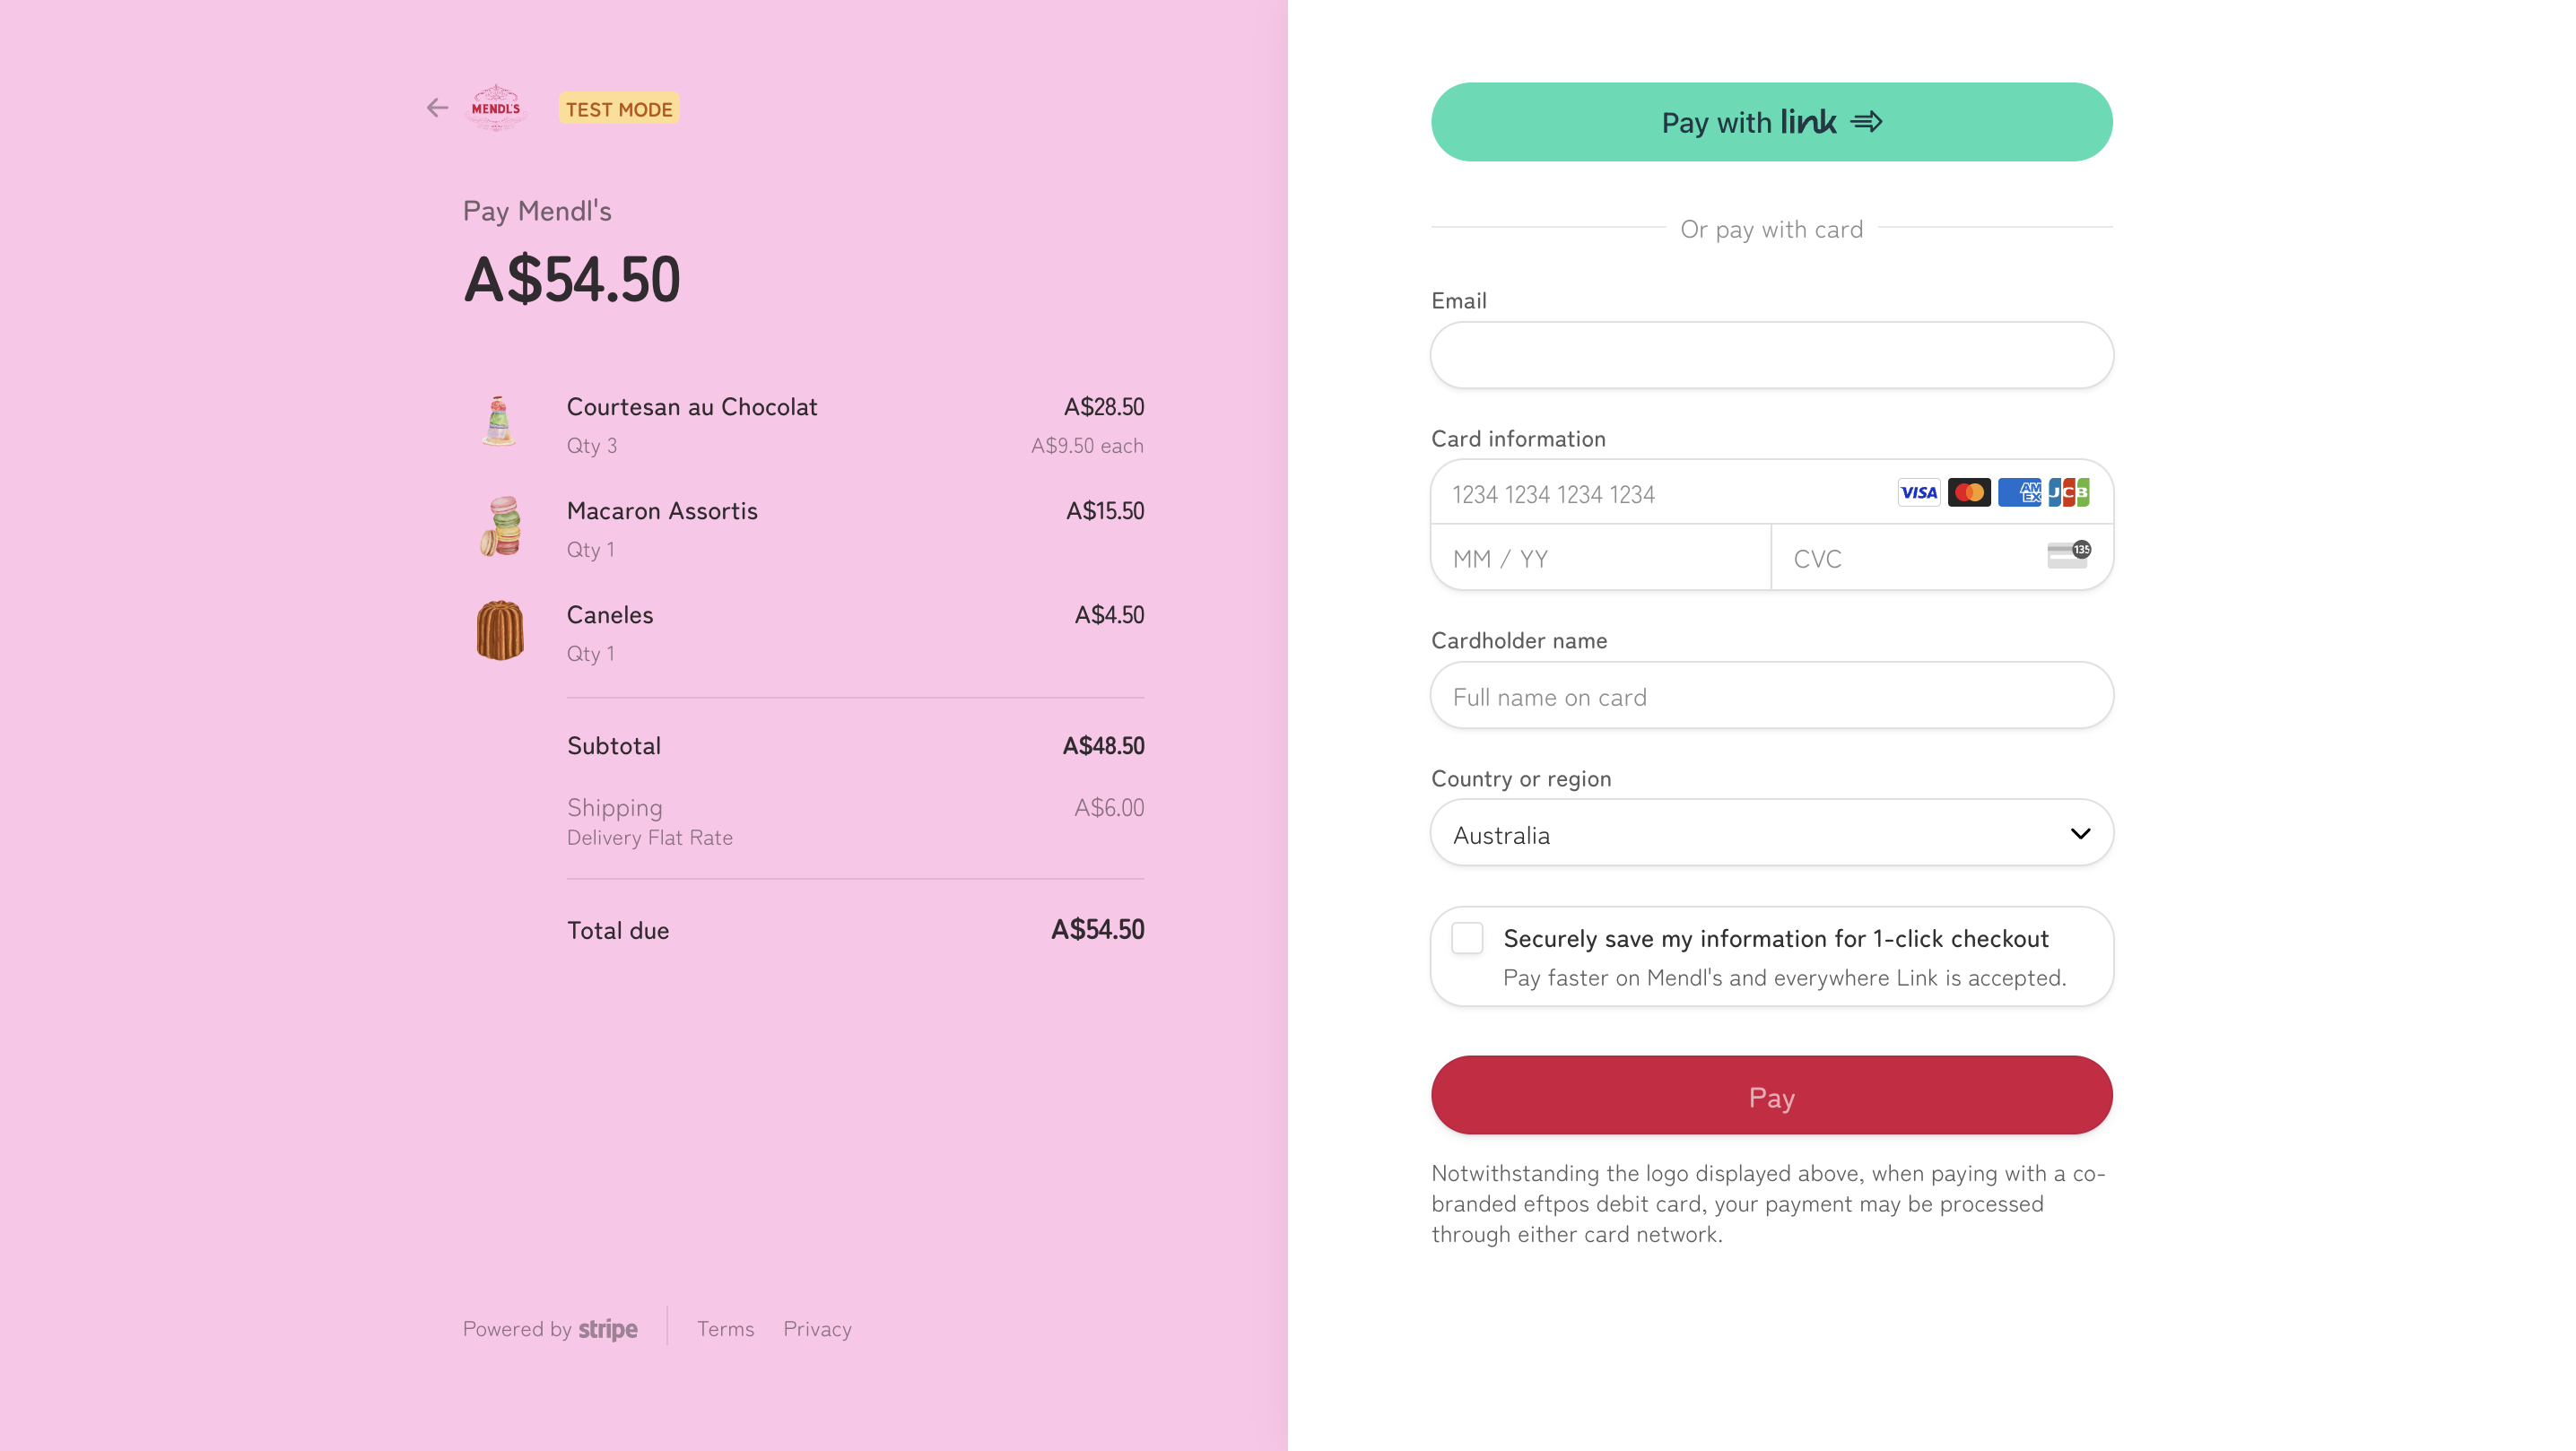 MENDL'S
TEST MODE
Pay Mendl's
A$54.50
Courtesan au Chocolat A$28.50
Qty 3 A$9.50 each
Macaron Assortis A$15.50
Qty 1
Caneles A$4.50
Qty 1
Subtotal A$48.50
Shipping A$6.00
Delivery Flat Rate
Total due A$54.50
Powered by stripe Terms Privacy
Pay with link
Or pay with card
Email
Card information
1234 1234 1234 1234 VISA AM EX JCB
MM / YY CVC 135
Cardholder name
Full name on card
Country or region
Australia
Securely save my information for 1-click checkout
Pay faster on Mendl's and everywhere Link is accepted.
Pay
Notwithstanding the logo displayed above, when paying with a co-
branded eftpos debit card, your payment may be processed
through either card network.